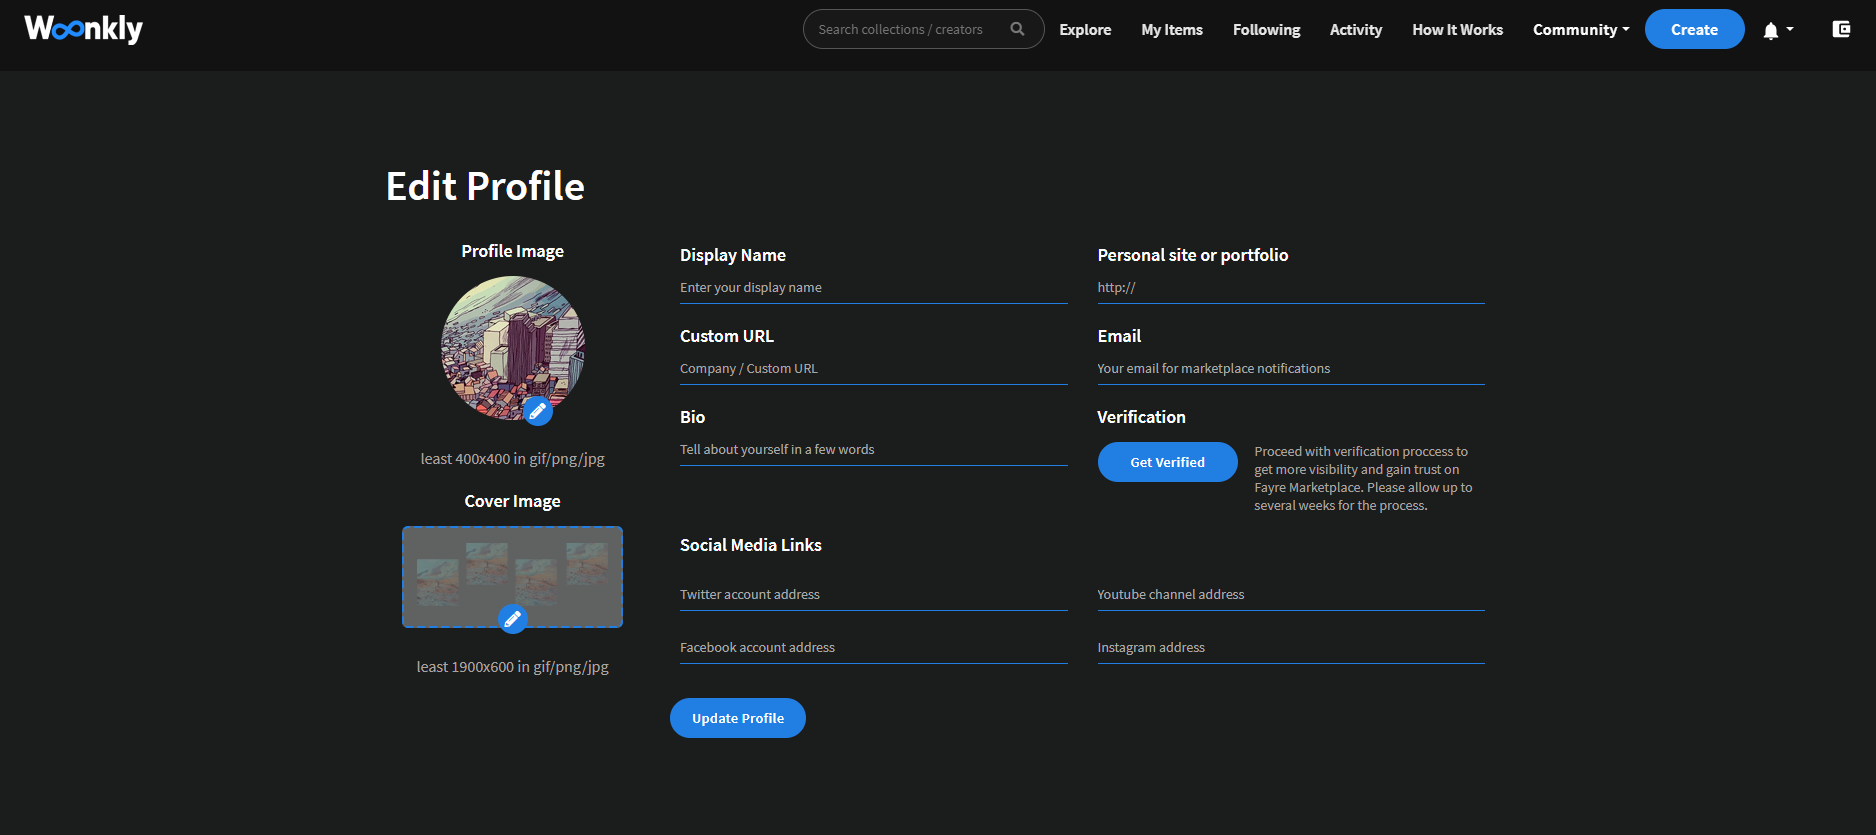 Woonkly
Search collections / creators
Explore
My Items
Following
Activity
How It Works
Community
Create
Edit Profile
Profile Image
least 400x400 in gif/png/jpg
Cover Image
least 1900x600 in gif/png/jpg
Display Name
Enter your display name
Personal site or portfolio
http://
Custom URL
Company / Custom URL
Email
Your email for marketplace notifications
Bio
Tell about yourself in a few words
Verification
Get Verified
Proceed with verification proccess to
get more visibility and gain trust on
Fayre Marketplace. Please allow up to
several weeks for the process.
Social Media Links
Twitter account address
Youtube channel address
Facebook account address
Instagram address
Update Profile